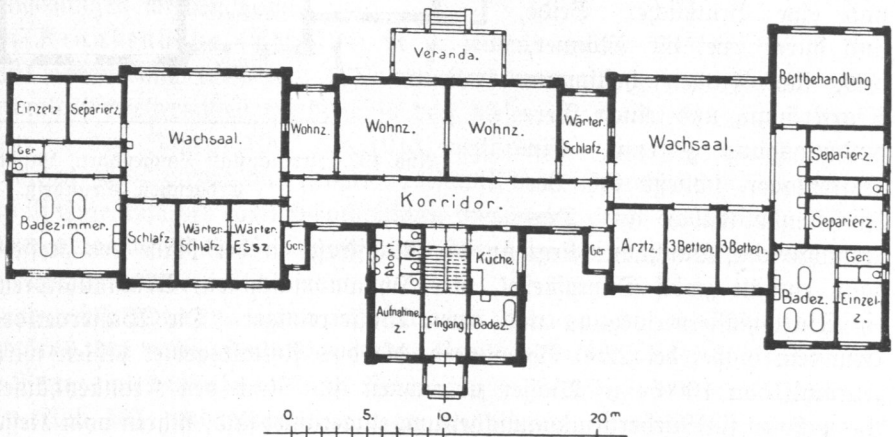 Veranda.
Einzel Separierz.
Wachsaal.
Wohnz.
Wohnz.
Wohnz.
Wärter.
Schlafz.
Wachsaal.
Bettbehandlung
Separierz.
Ger
Korridor.
Separierz.
Badezimmer.
Schlafz.
Wärter.
Schlafz.
Wärter.
Essz.
Ger.
Abort.
Küche
Ger
Arztz.
3 Betten.
3 Betten.
Ger.
Aufnahme
z.
Eingang
Badez.
Badez.
Einzel-
z.
0. 5. 10. 20 m